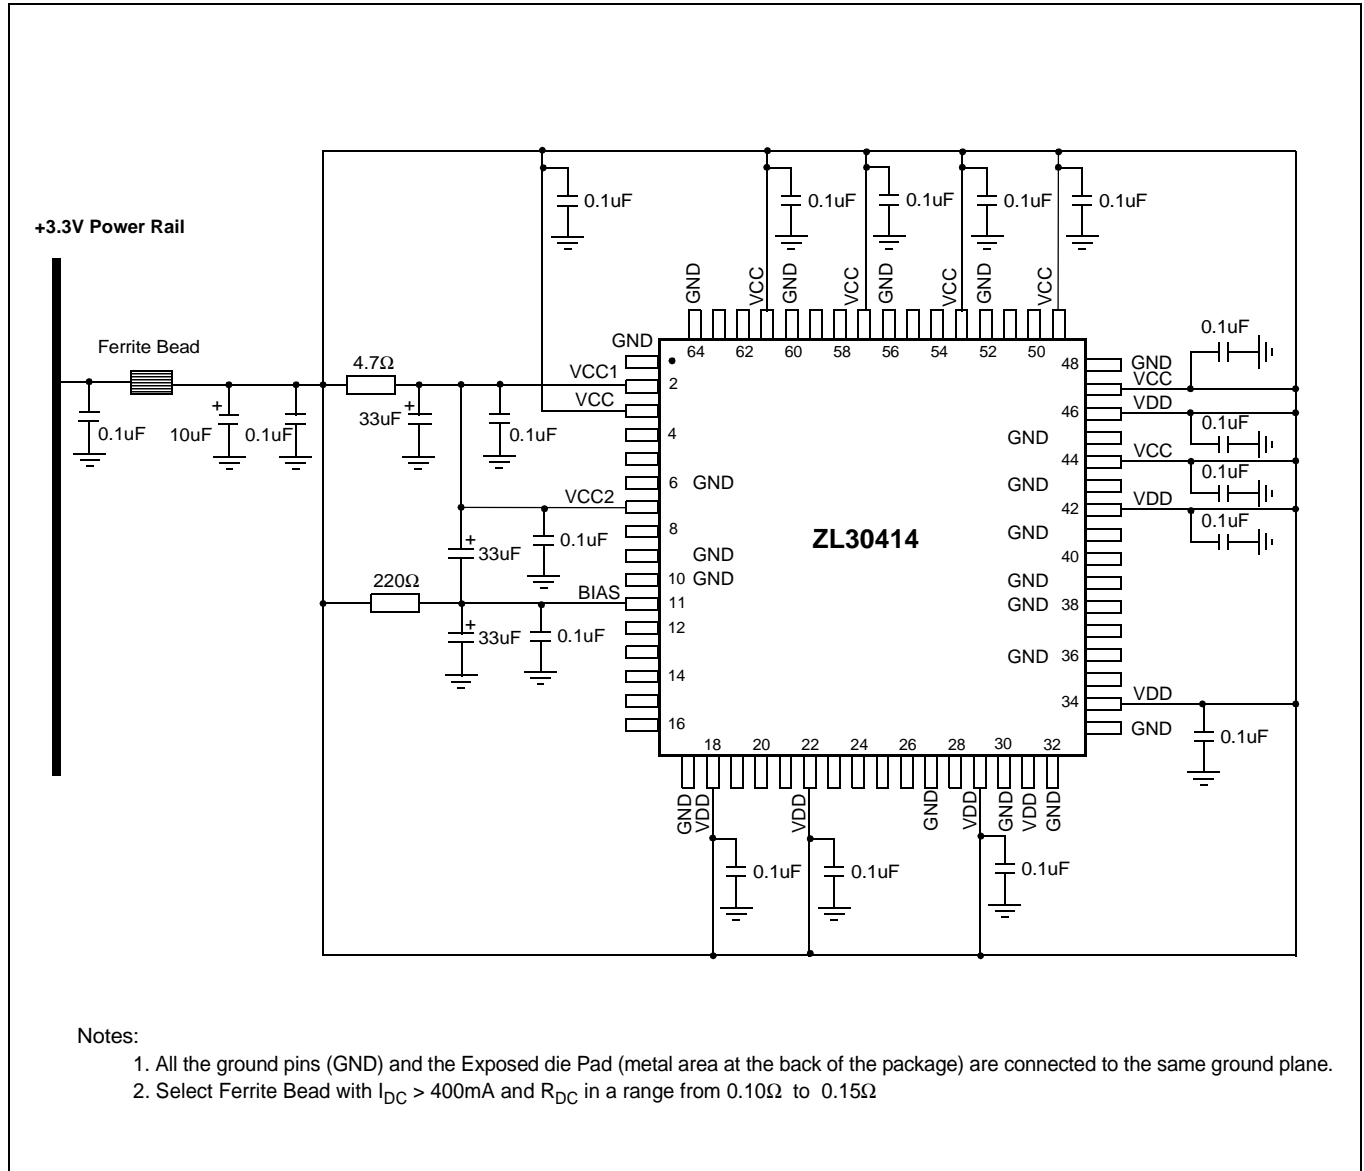 0.1uF
0.1uF
0.1uF
0.1uF
0.1uF
+3.3V Power Rail
GND
VCC
GND
VCC
GND
VCC
GND
VCC
0.1uF
Ferrite Bead
4.7Ω
GND
64
62
60
58
56
54
52
50
48
GND
VCC1
2
VCC
VCC
46
VDD
33uF
0.1uF
10uF
0.1uF
0.1uF
4
GND
0.1uF
44
VCC
VCC2
6
GND
GND
0.1uF
42
VDD
8
0.1uF
33uF
0.1uF
ZL30414
GND
40
GND
220Ω
10
GND
GND
BIAS
11
GND
38
33uF
0.1uF
12
GND
36
14
34
VDD
16
GND
0.1uF
18
20
22
24
26
28
30
32
GND
VDD
VDD
GND
VDD
GND
VDD
GND
0.1uF
0.1uF
0.1uF
Notes:
1. All the ground pins (GND) and the Exposed die Pad (metal area at the back of the package) are connected to the same ground plane.
2. Select Ferrite Bead with IDC > 400mA and RDC in a range from 0.10Ω to 0.15Ω